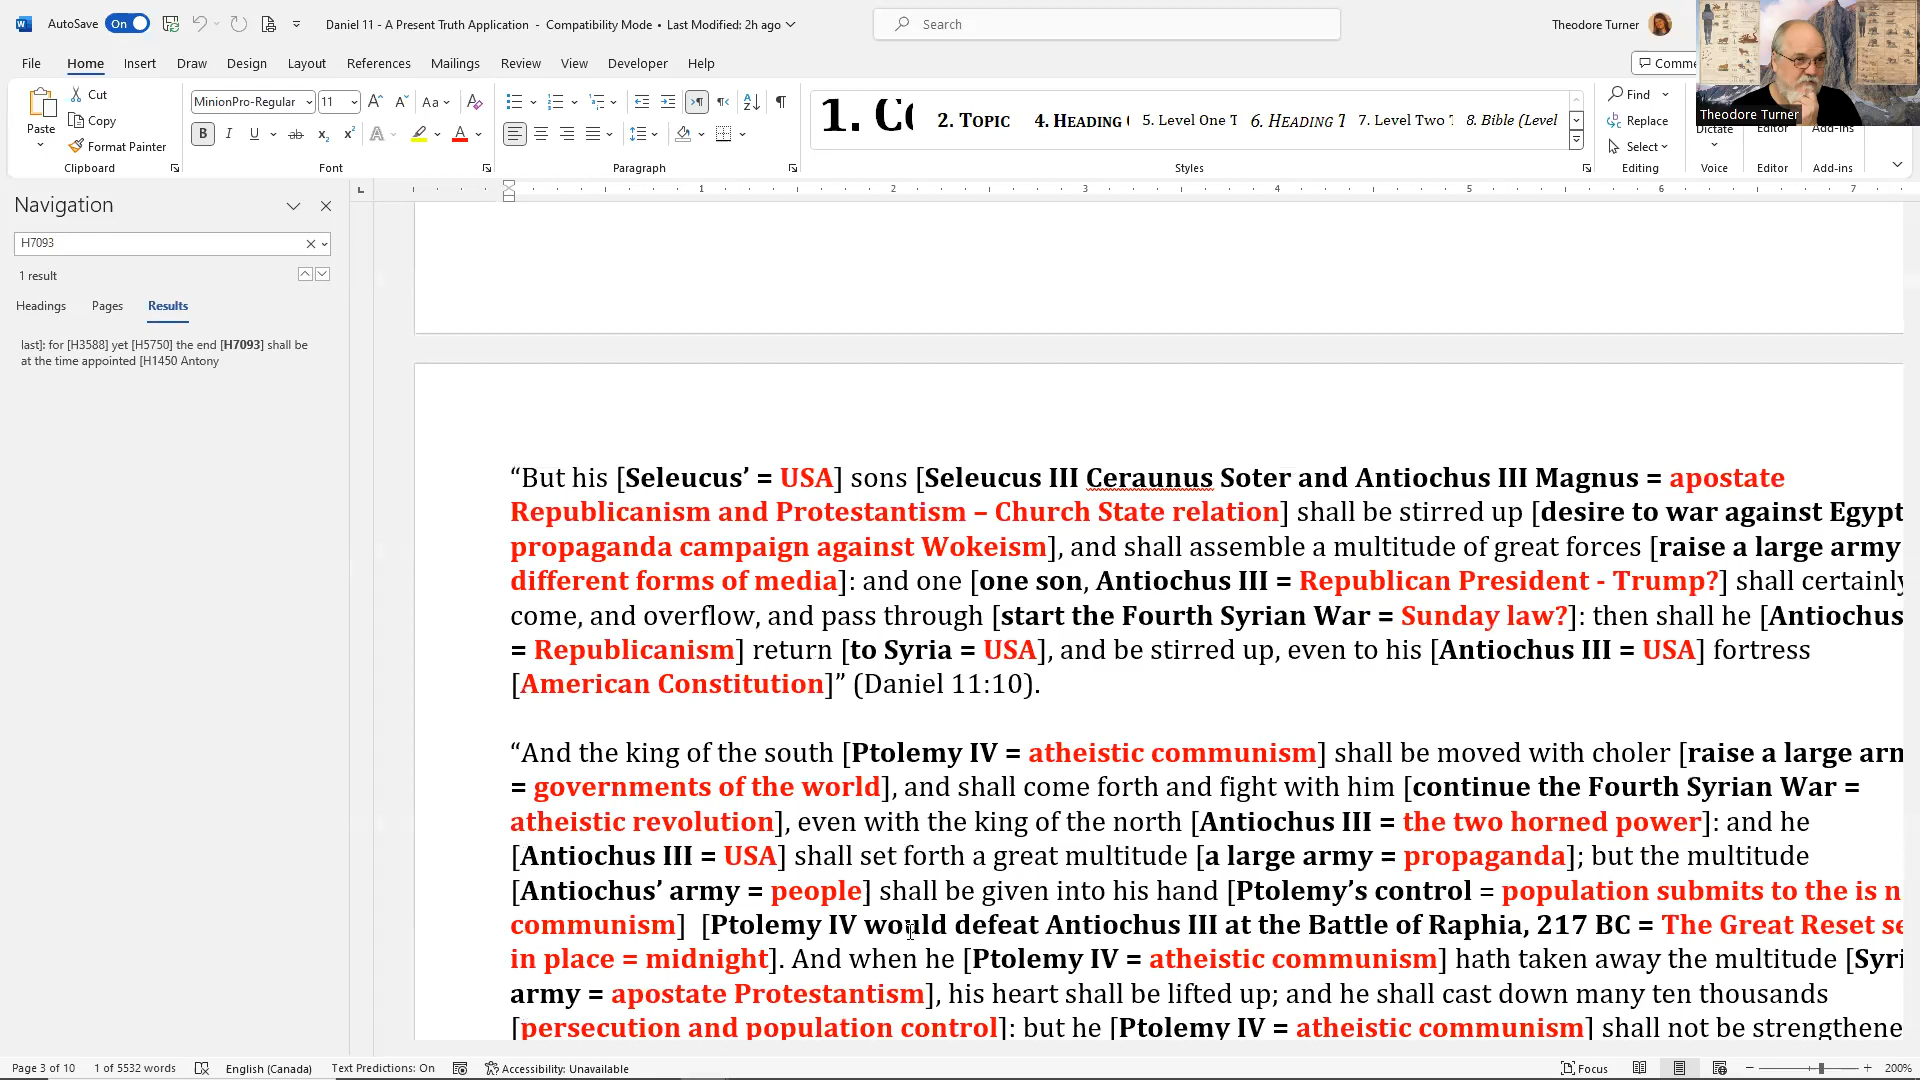 AutoSave On Daniel 11 - A Present Truth Application - Compatibility Mode • Last Modified: 2h ago Search Theodore Turner
File Home Insert Draw Design Layout References Mailings Review View Developer Help Comme
Paste Cut Copy Format Painter
MinionPro-Regular 11
1. Co 2. Topic 4. Heading 5. Level One T 6. Heading 1 7. Level Two T 8. Bible (Level
Find Replace Select
Theodore Turner
Dictate Editor Add-ins
Clipboard Font Paragraph Styles Editing Voice Editor Add-ins
1 2 3 4 5 6 7
Navigation
H7093
1 result
Headings Pages Results
last]: for [H3588] yet [H5750] the end [H7093] shall be
at the time appointed [H1450 Antony
“But his [Seleucus’ = USA] sons [Seleucus III Ceraunus Soter and Antiochus III Magnus = apostate
Republicanism and Protestantism – Church State relation] shall be stirred up [desire to war against Egypt
propaganda campaign against Wokeism], and shall assemble a multitude of great forces [raise a large army
different forms of media]: and one [one son, Antiochus III = Republican President - Trump?] shall certainly
come, and overflow, and pass through [start the Fourth Syrian War = Sunday law?]: then shall he [Antiochus
= Republicanism] return [to Syria = USA], and be stirred up, even to his [Antiochus III = USA] fortress
[American Constitution]” (Daniel 11:10).
“And the king of the south [Ptolemy IV = atheistic communism] shall be moved with choler [raise a large arm
= governments of the world], and shall come forth and fight with him [continue the Fourth Syrian War =
atheistic revolution], even with the king of the north [Antiochus III = the two horned power]: and he
[Antiochus III = USA] shall set forth a great multitude [a large army = propaganda]; but the multitude
[Antiochus’ army = people] shall be given into his hand [Ptolemy’s control = population submits to the is n
communism] [Ptolemy IV would defeat Antiochus III at the Battle of Raphia, 217 BC = The Great Reset se
in place = midnight]. And when he [Ptolemy IV = atheistic communism] hath taken away the multitude [Syri
army = apostate Protestantism], his heart shall be lifted up; and he shall cast down many ten thousands
[persecution and population control]: but he [Ptolemy IV = atheistic communism] shall not be strengthene
Page 3 of 10 1 of 5532 words English (Canada) Text Predictions: On Accessibility: Unavailable Focus 200%